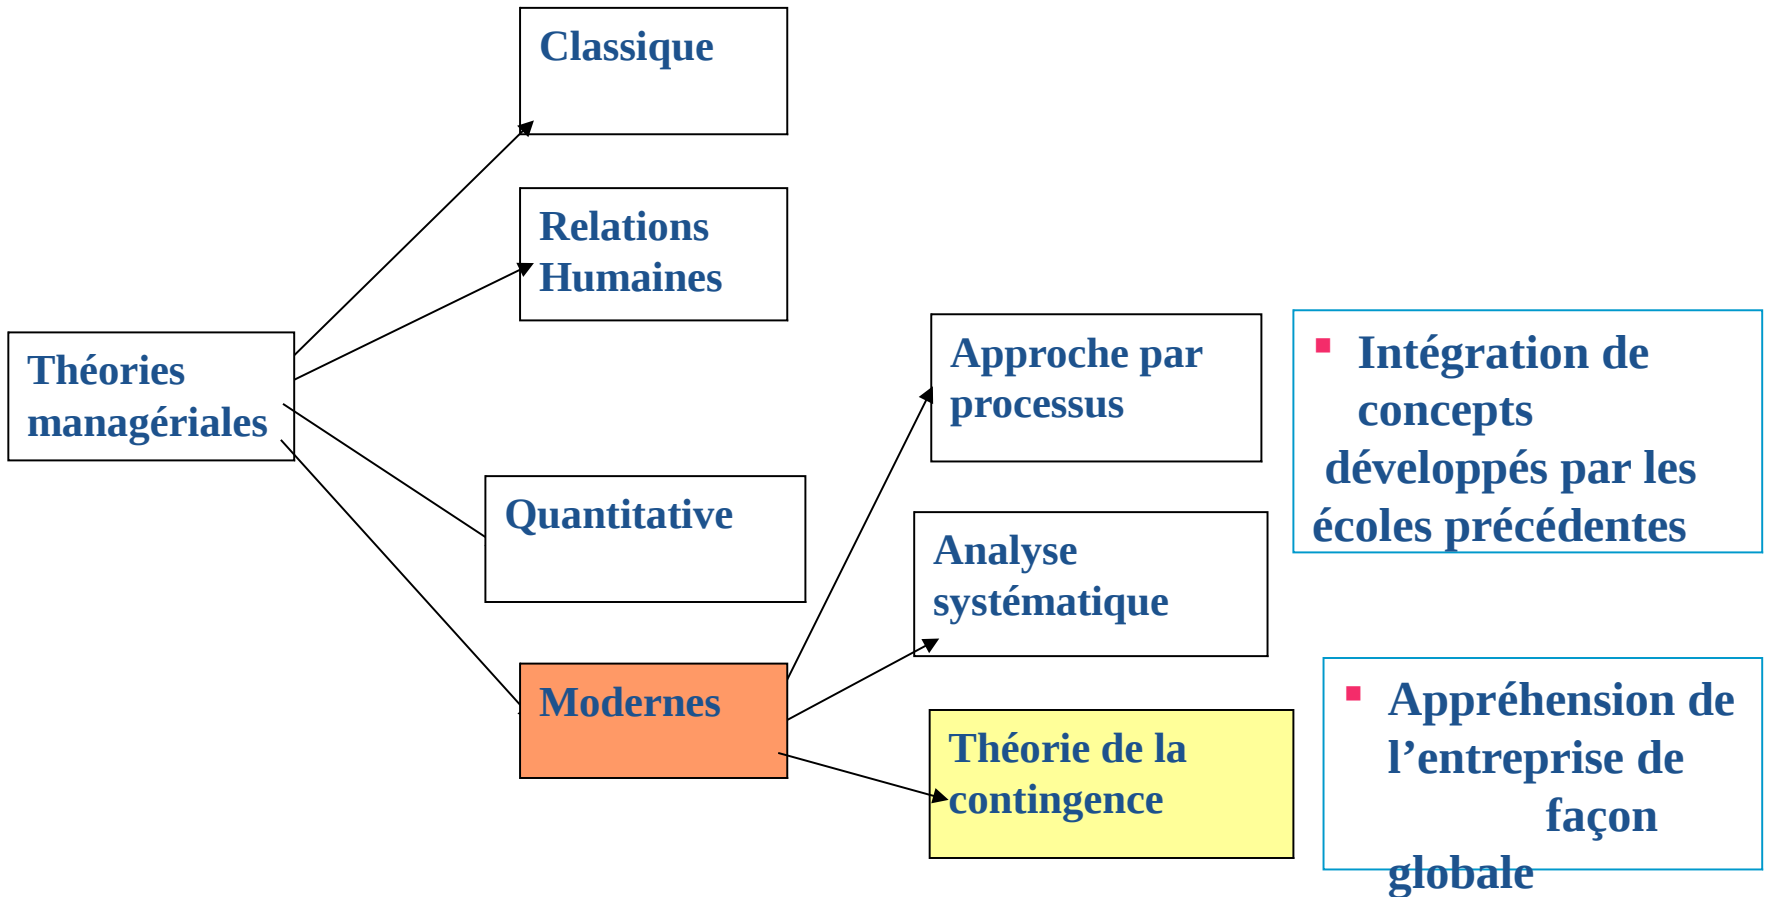 Classique
Relations
Humaines
Théories
managériales
Quantitative
Modernes
Approche par
processus
Analyse
systématique
Théorie de la
contingence
Intégration de
concepts
développés par les
écoles précédentes
Appréhension de
l’entreprise de
façon
globale